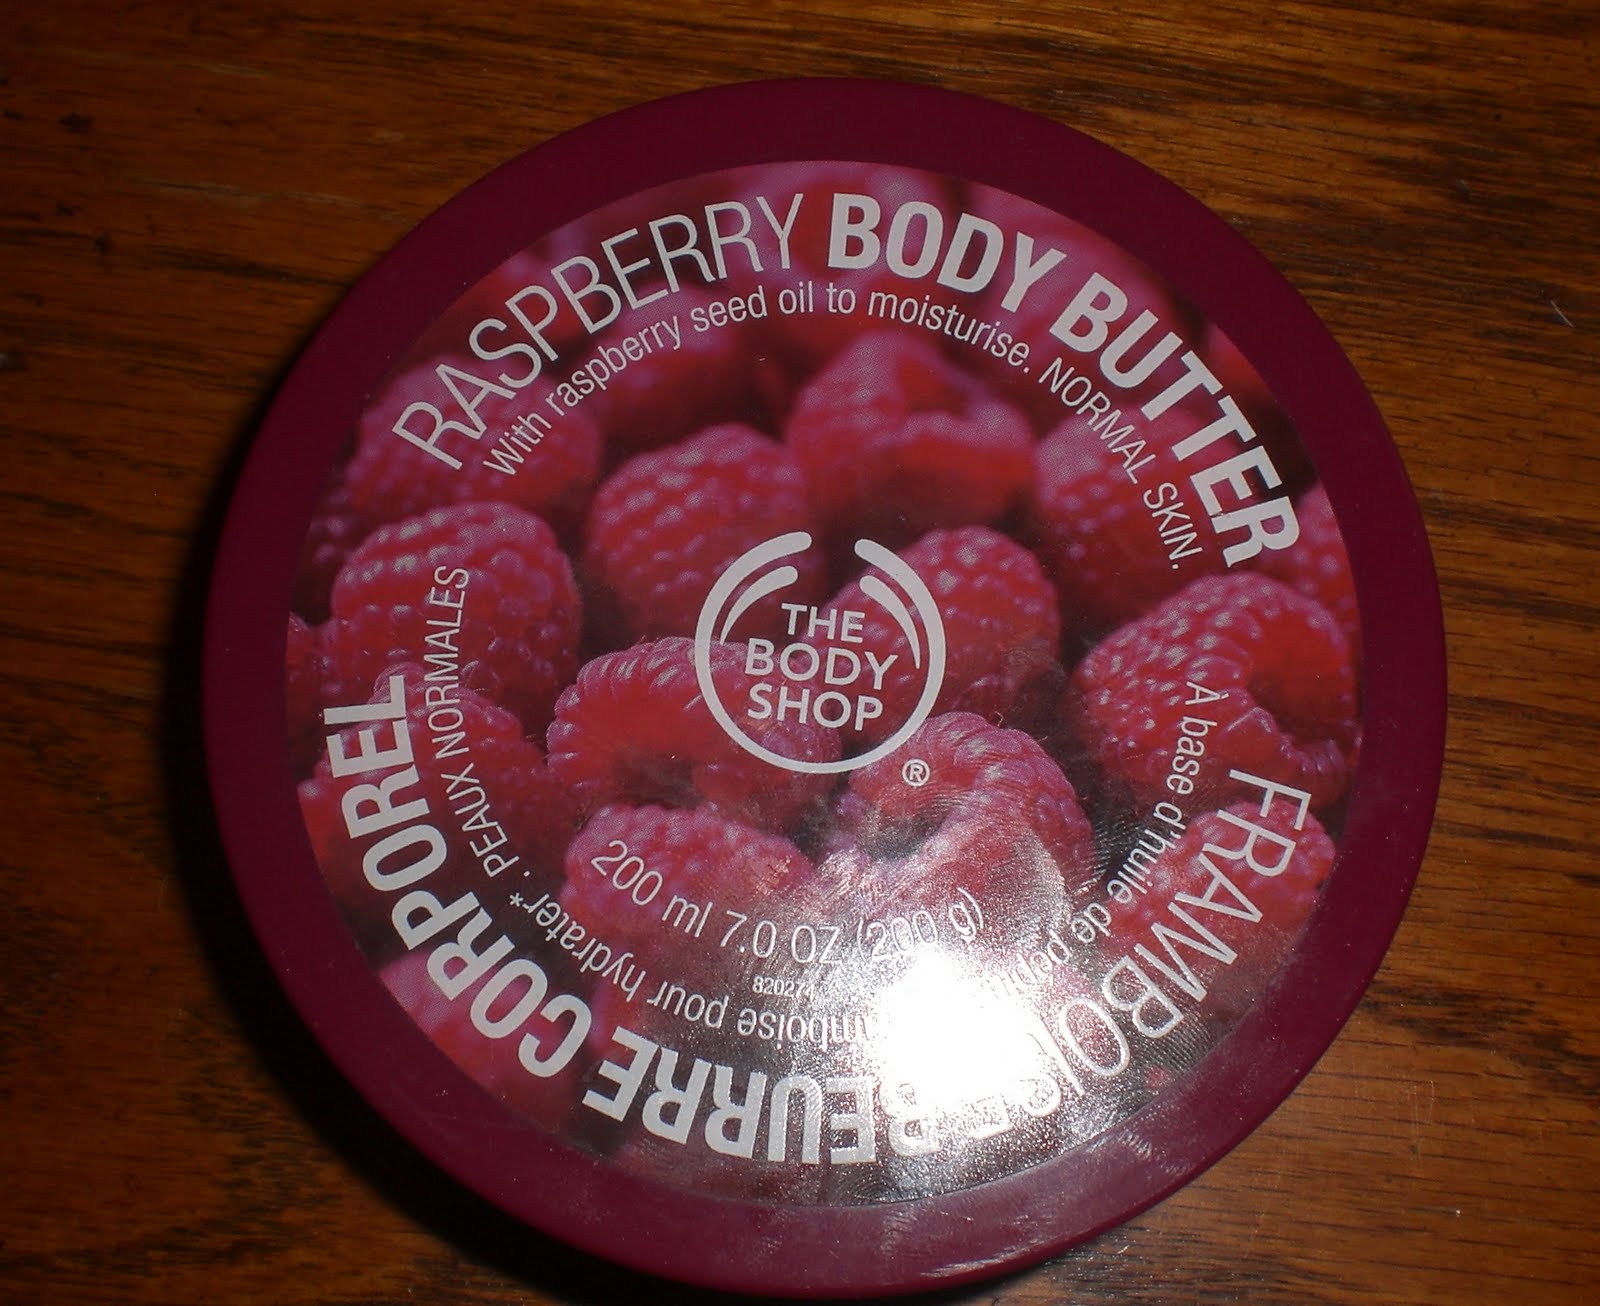 RASPBERRY BODY BUTTER
With raspberry seed oil to moisturise. NORMAL SKIN.
THE
BODY
SHOP
®
200 ml 7.0 OZ (200 g)
FRAMBOISE BEURRE CORPOREL
À base d'huile de pour hydrater*. PEAUX NORMALES